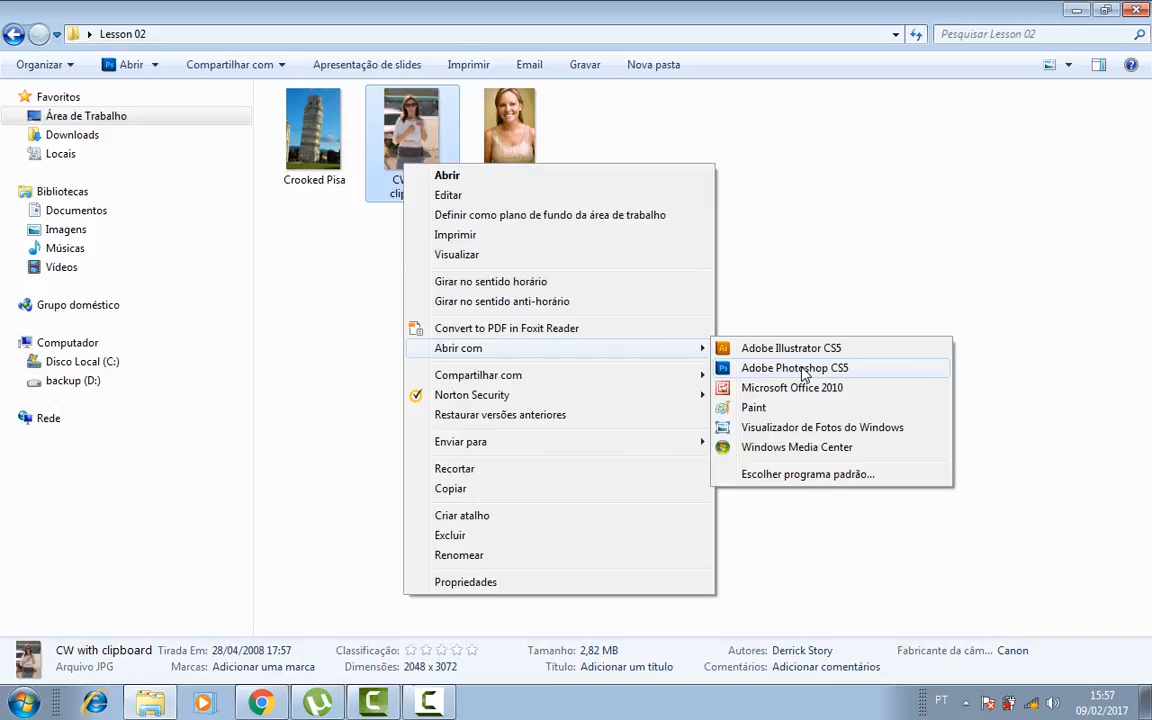 Lesson 02
Pesquisar Lesson 02
Organizar
Ps Abrir
Compartilhar com
Apresentação de slides
Imprimir
Email
Gravar
Nova pasta
Favoritos
Área de Trabalho
Downloads
Locais
Bibliotecas
Documentos
Imagens
Músicas
Vídeos
Grupo doméstico
Computador
Disco Local (C:)
backup (D:)
Rede
Crooked Pisa
Abrir
Editar
Definir como plano de fundo da área de trabalho
Imprimir
Visualizar
Girar no sentido horário
Girar no sentido anti-horário
Convert to PDF in Foxit Reader
Abrir com
Compartilhar com
Norton Security
Restaurar versões anteriores
Enviar para
Recortar
Copiar
Criar atalho
Excluir
Renomear
Propriedades
Ai Adobe Illustrator CS5
Ps Adobe Photoshop CS5
Microsoft Office 2010
Paint
Visualizador de Fotos do Windows
Windows Media Center
Escolher programa padrão...
CW with clipboard
Arquivo JPG
Tirada Em: 28/04/2008 17:57
Marcas: Adicionar uma marca
Classificação:
Dimensões: 2048 x 3072
Tamanho: 2,82 MB
Título: Adicionar um título
Autores: Derrick Story
Comentários: Adicionar comentários
Fabricante da câm... Canon
PT
15:57
09/02/2017